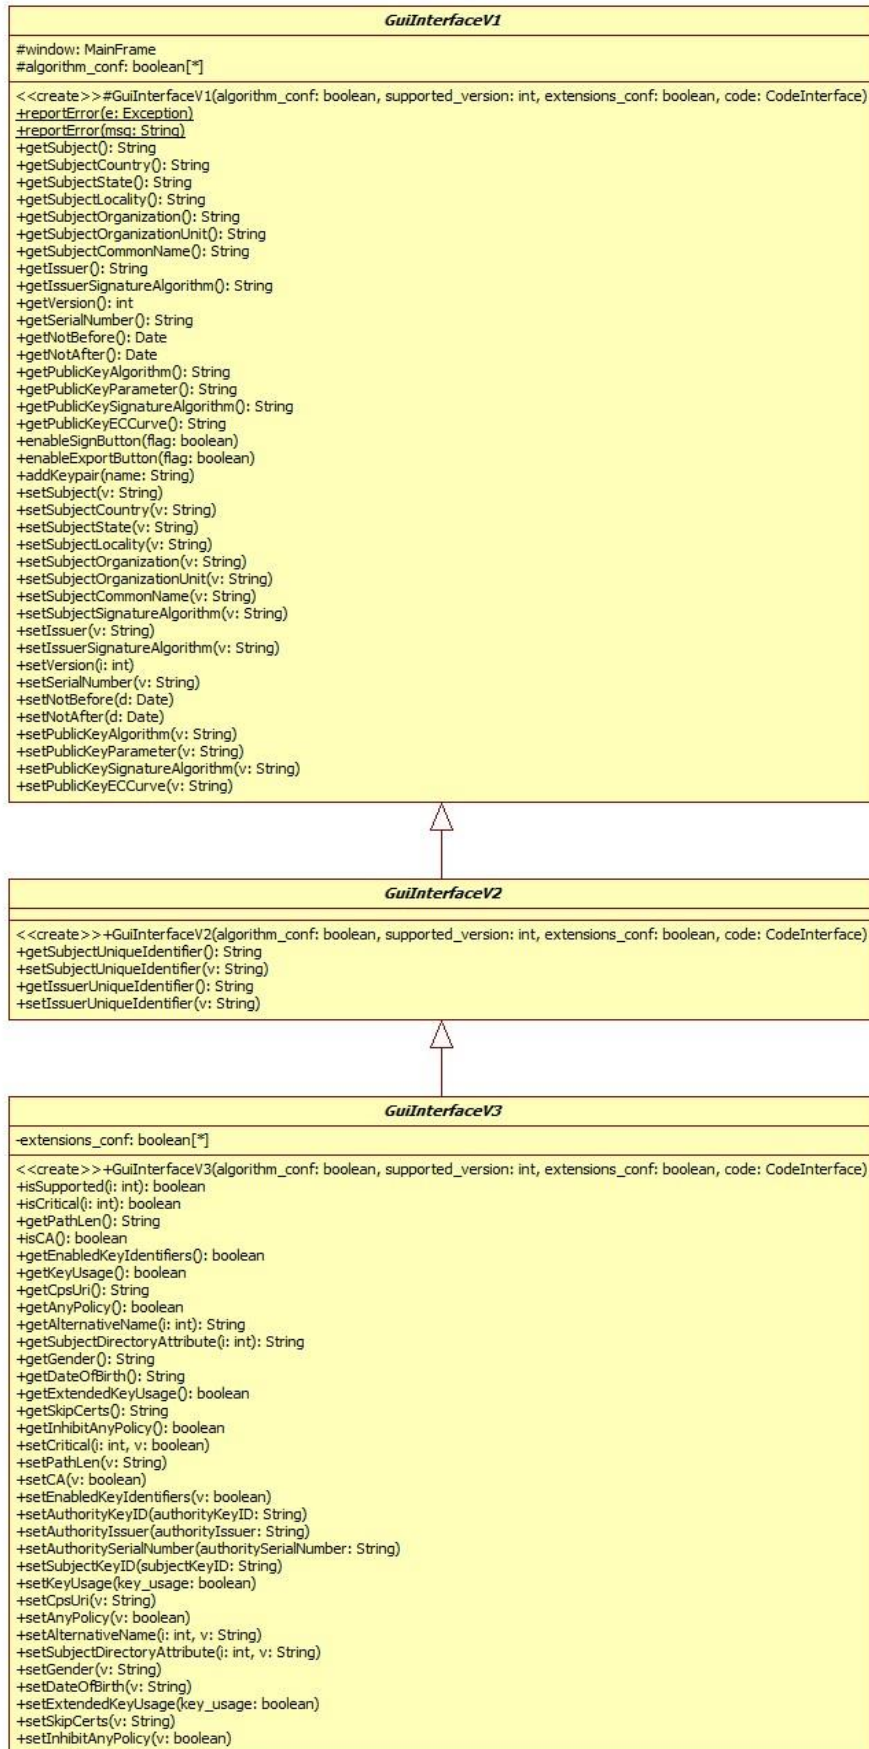 GuiInterfaceV1
#window: MainFrame
#algorithm_conf: boolean[*]
<<create>>#GuiInterfaceV1(algorithm_conf: boolean, supported_version: int, extensions_conf: boolean, code: CodeInterface)
+reportError(e: Exception)
+reportError(msg: String)
+getSubject(): String
+getSubjectCountry(): String
+getSubjectState(): String
+getSubjectLocality(): String
+getSubjectOrganization(): String
+getSubjectOrganizationUnit(): String
+getSubjectCommonName(): String
+getIssuer(): String
+getIssuerSignatureAlgorithm(): String
+getVersion(): int
+getSerialNumber(): String
+getNotBefore(): Date
+getNotAfter(): Date
+getPublicKeyAlgorithm(): String
+getPublicKeyParameter(): String
+getPublicKeySignatureAlgorithm(): String
+getPublicKeyECCurve(): String
+enableSignButton(flag: boolean)
+enableExportButton(flag: boolean)
+addKeypair(name: String)
+setSubject(v: String)
+setSubjectCountry(v: String)
+setSubjectState(v: String)
+setSubjectLocality(v: String)
+setSubjectOrganization(v: String)
+setSubjectOrganizationUnit(v: String)
+setSubjectCommonName(v: String)
+setSubjectSignatureAlgorithm(v: String)
+setIssuer(v: String)
+setIssuerSignatureAlgorithm(v: String)
+setVersion(i: int)
+setSerialNumber(v: String)
+setNotBefore(d: Date)
+setNotAfter(d: Date)
+setPublicKeyAlgorithm(v: String)
+setPublicKeyParameter(v: String)
+setPublicKeySignatureAlgorithm(v: String)
+setPublicKeyECCurve(v: String)
GuiInterfaceV2
<<create>>+GuiInterfaceV2(algorithm_conf: boolean, supported_version: int, extensions_conf: boolean, code: CodeInterface)
+getSubjectUniqueIdentifier(): String
+setSubjectUniqueIdentifier(v: String)
+getIssuerUniqueIdentifier(): String
+setIssuerUniqueIdentifier(v: String)
GuiInterfaceV3
-extensions_conf: boolean[*]
<<create>>+GuiInterfaceV3(algorithm_conf: boolean, supported_version: int, extensions_conf: boolean, code: CodeInterface)
+isSupported(i: int): boolean
+isCritical(i: int): boolean
+getPathLen(): String
+isCA(): boolean
+getEnabledKeyIdentifiers(): boolean
+getKeyUsage(): boolean
+getCpsUri(): String
+getAnyPolicy(): boolean
+getAlternativeName(i: int): String
+getSubjectDirectoryAttribute(i: int): String
+getGender(): String
+getDateOfBirth(): String
+getExtendedKeyUsage(): boolean
+getSkipCerts(): String
+getInhibitAnyPolicy(): boolean
+setCritical(i: int, v: boolean)
+setPathLen(v: String)
+setCA(v: boolean)
+setEnabledKeyIdentifiers(v: boolean)
+setAuthorityKeyID(authorityKeyID: String)
+setAuthorityIssuer(authorityIssuer: String)
+setAuthoritySerialNumber(authoritySerialNumber: String)
+setSubjectKeyID(subjectKeyID: String)
+setKeyUsage(key_usage: boolean)
+setCpsUri(v: String)
+setAnyPolicy(v: boolean)
+setAlternativeName(i: int, v: String)
+setSubjectDirectoryAttribute(i: int, v: String)
+setGender(v: String)
+setDateOfBirth(v: String)
+setExtendedKeyUsage(key_usage: boolean)
+setSkipCerts(v: String)
+setInhibitAnyPolicy(v: boolean)